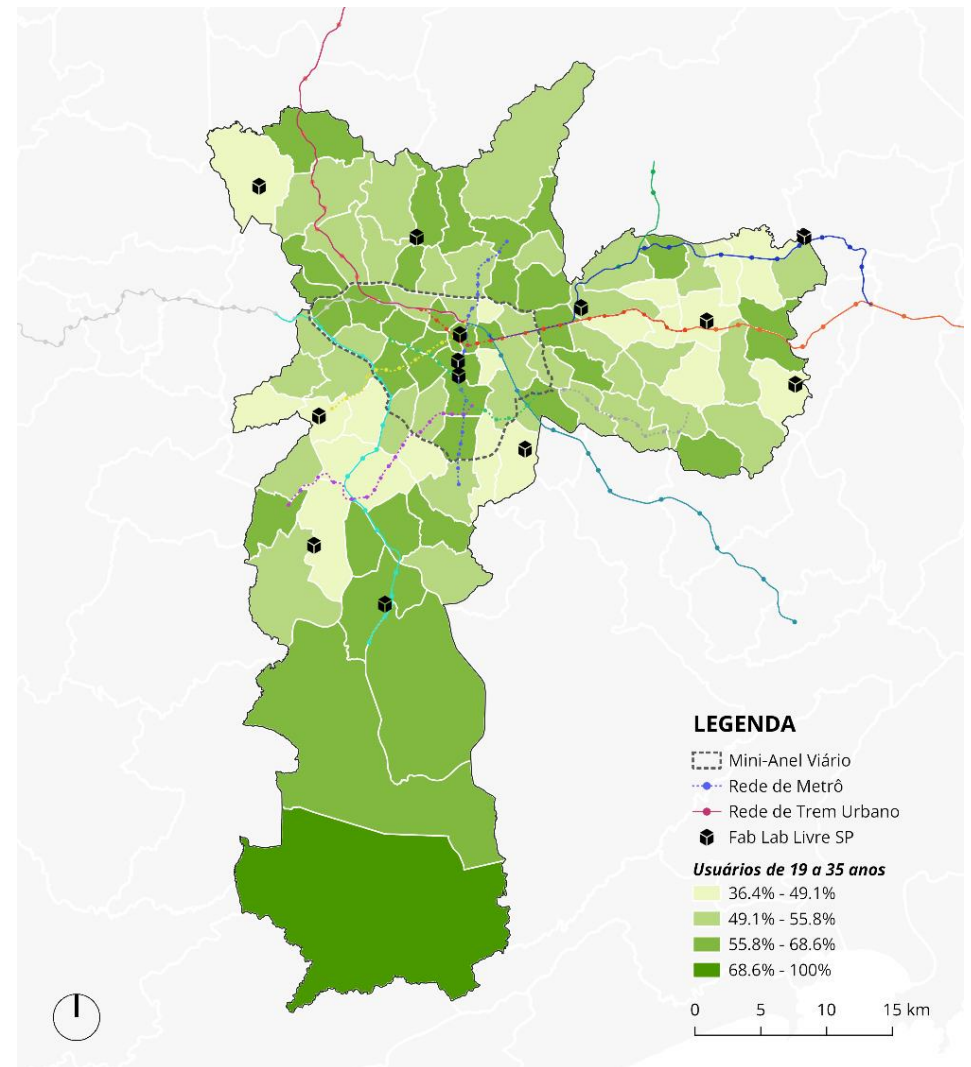 LEGENDA
Mini-Anel Viário
Rede de Metrô
Rede de Trem Urbano
Fab Lab Livre SP
Usuários de 19 a 35 anos
36.4% - 49.1%
49.1% - 55.8%
55.8% - 68.6%
68.6% - 100%
0 5 10 15 km